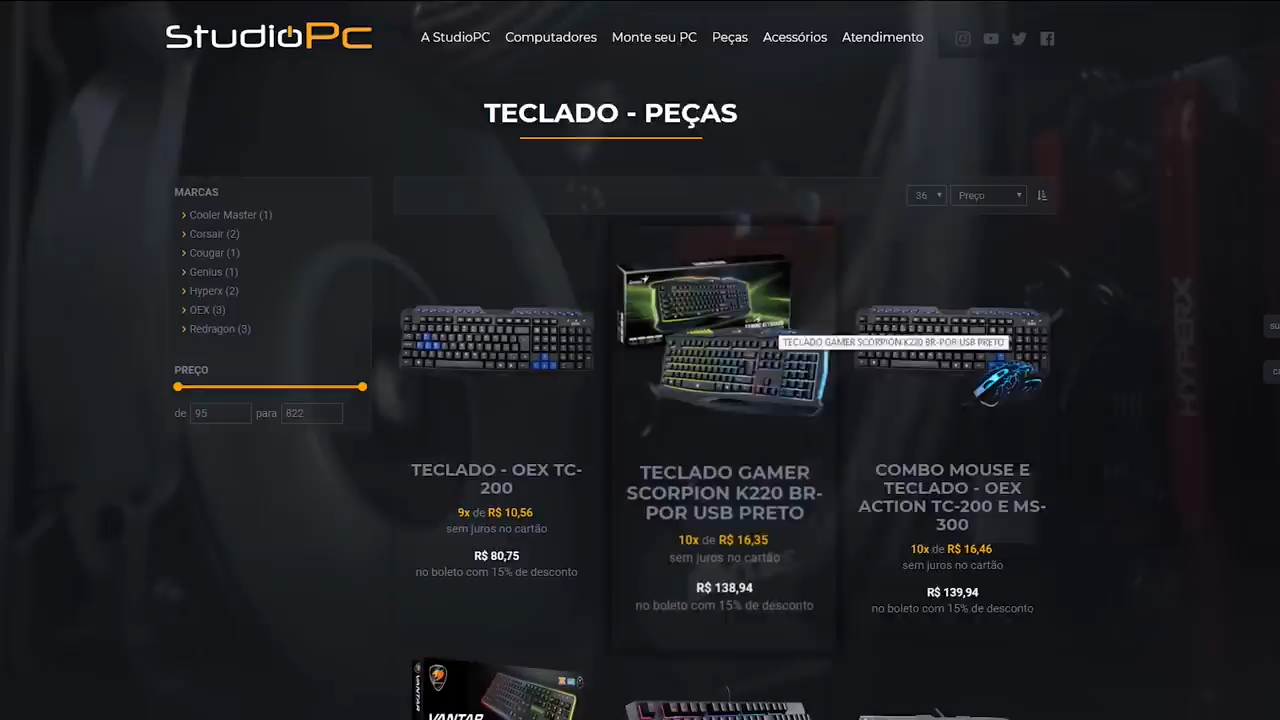 StudioPc
A StudioPC Computadores Monte seu PC Peças Acessórios Atendimento
TECLADO - PEÇAS
MARCAS
Cooler Master (1)
Corsair (2)
Cougar (1)
Genius (1)
Hyperx (2)
OEX (3)
Redragon (3)
PREÇO
de 95 para 822
36 Preço
TECLADO GAMER SCORPION K220 BR-POR USB PRETO
TECLADO - OEX TC-
200
9x de R$ 10,56
sem juros no cartão
R$ 80,75
no boleto com 15% de desconto
TECLADO GAMER
SCORPION K220 BR-
POR USB PRETO
10x de R$ 16,35
sem juros no cartão
R$ 138,94
no boleto com 15% de desconto
COMBO MOUSE E
TECLADO - OEX
ACTION TC-200 E MS-
300
10x de R$ 16,46
sem juros no cartão
R$ 139,94
no boleto com 15% de desconto
HYPERX
VANTAR